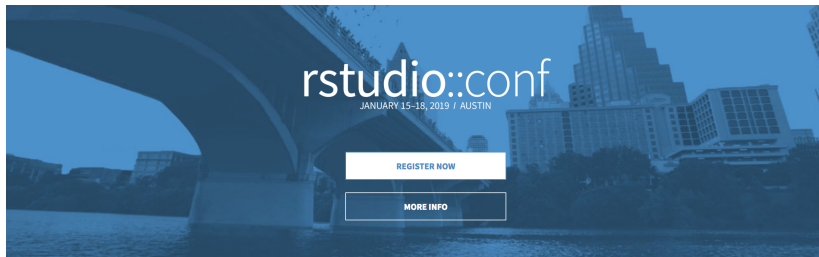 rstudio::conf
JANUARY 15–18, 2019 / AUSTIN
REGISTER NOW
MORE INFO